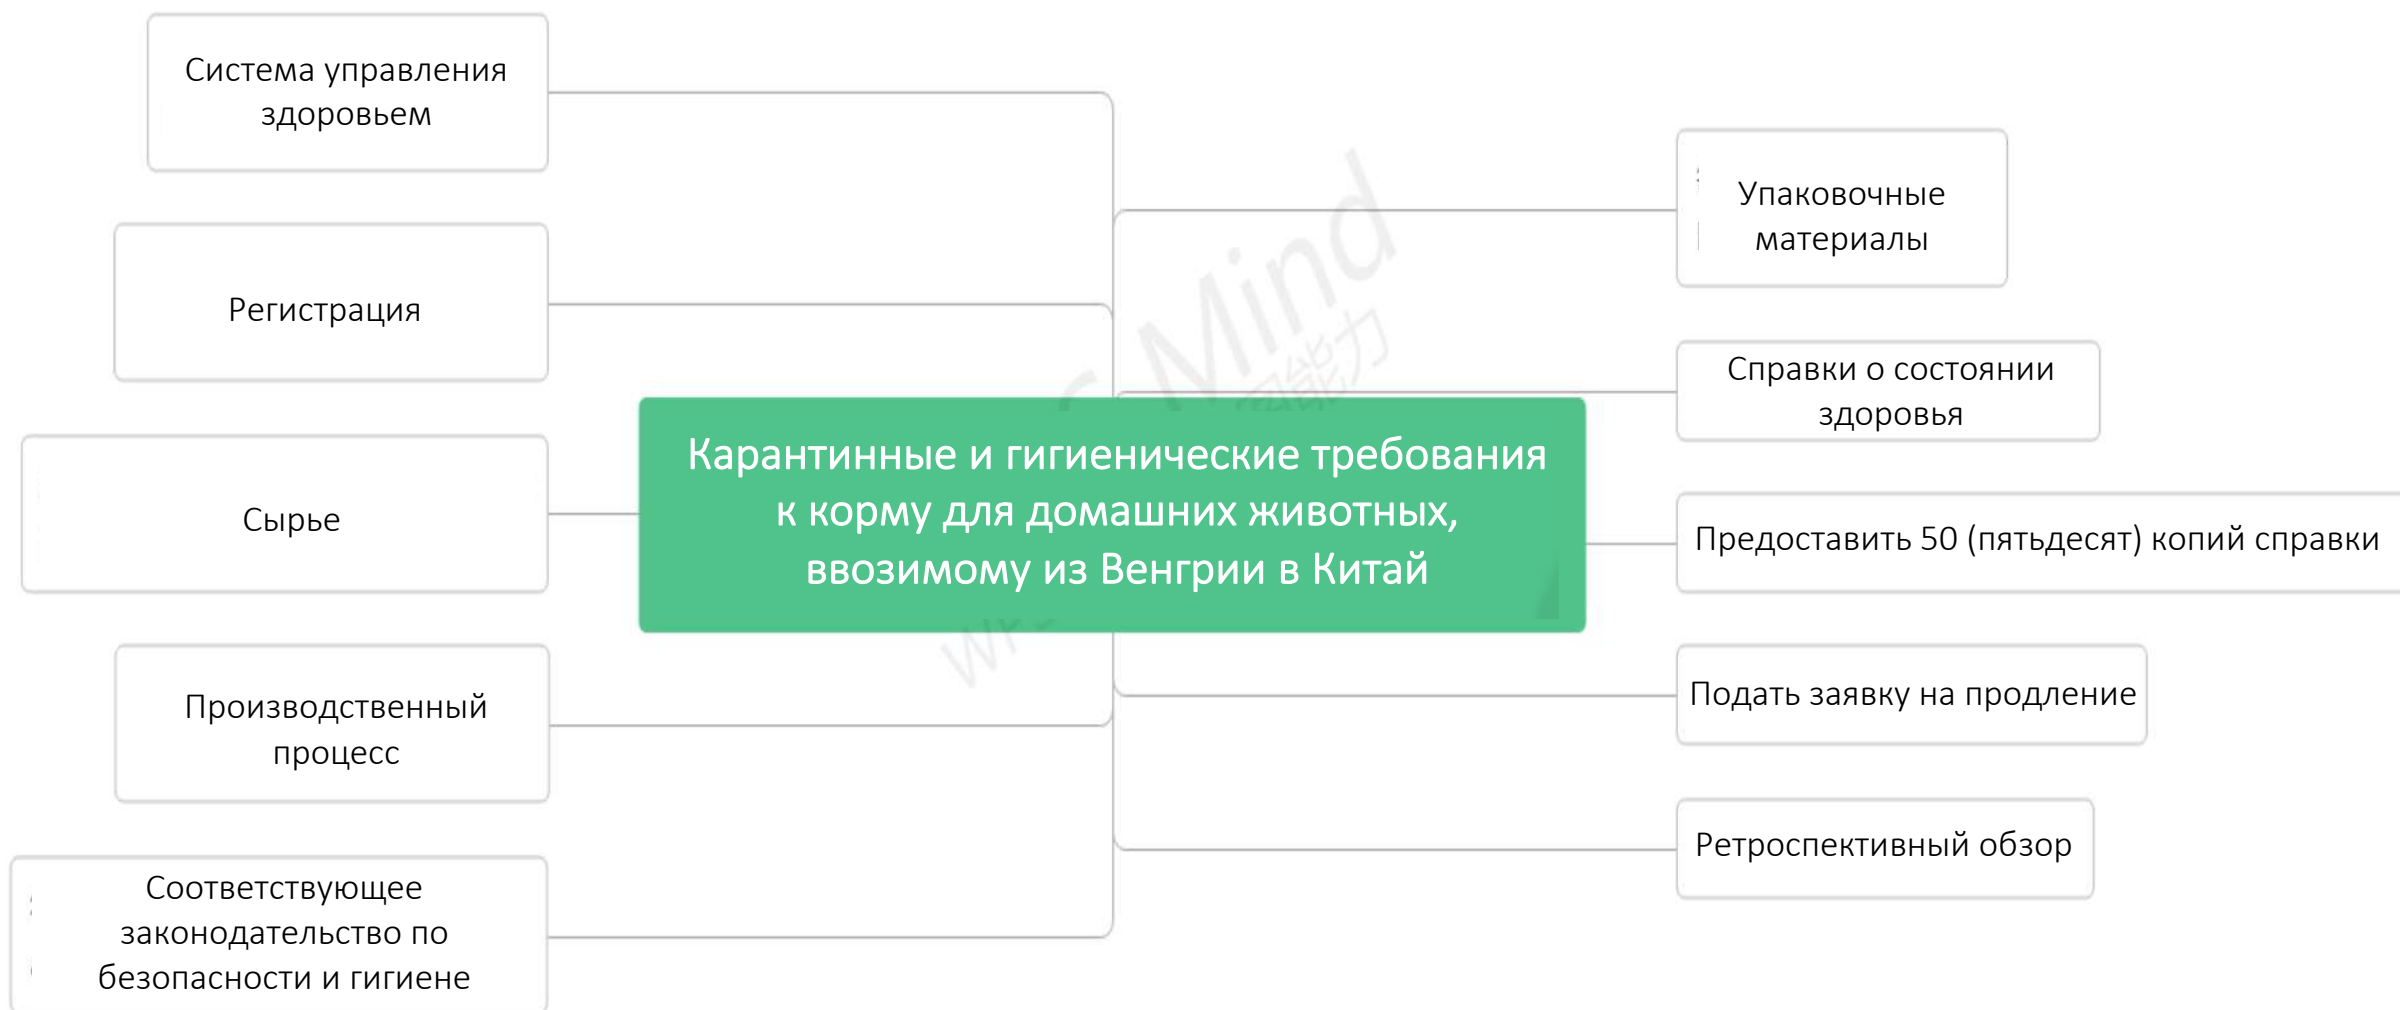 Система управления
здоровьем
Регистрация
Сырье
Производственный
процесс
Соответствующее
законодательство по
безопасности и гигиене
Карантинные и гигиенические требования
к корму для домашних животных,
ввозимому из Венгрии в Китай
Упаковочные
материалы
Справки о состоянии
здоровья
Предоставить 50 (пятьдесят) копий справки
Подать заявку на продление
Ретроспективный обзор
Mind